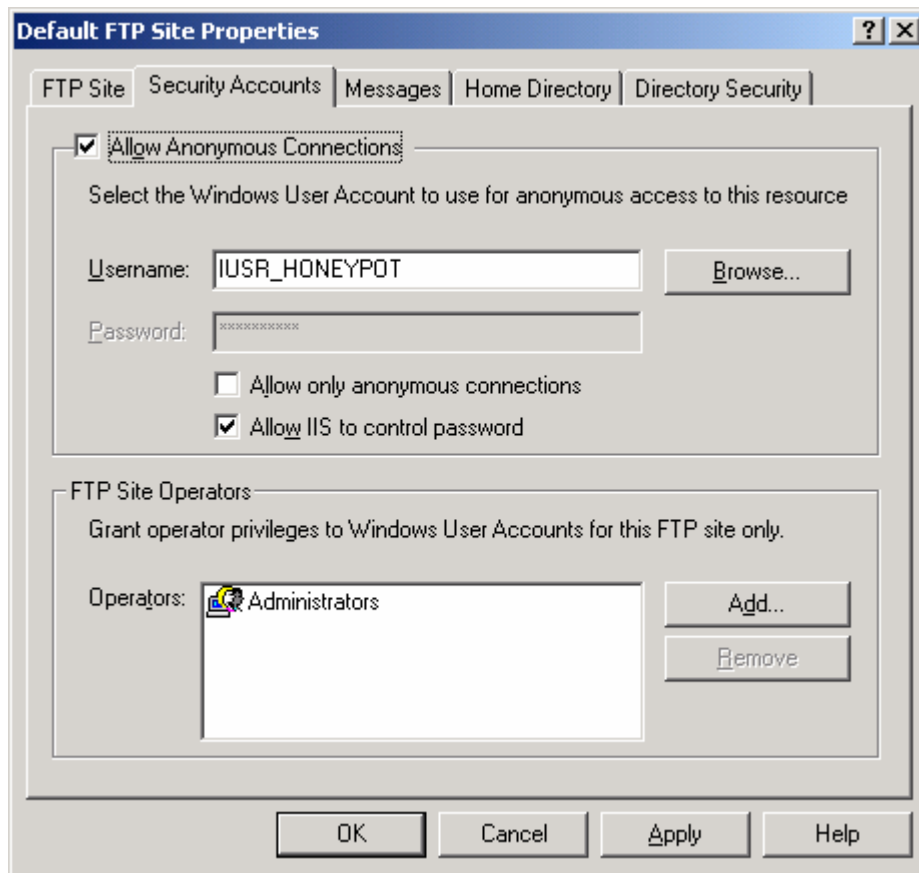 Default FTP Site Properties
FTP Site Security Accounts Messages Home Directory Directory Security
Allow Anonymous Connections
Select the Windows User Account to use for anonymous access to this resource
Username: IUSR_HONEYPOT Browse...
Password: **********
Allow only anonymous connections
Allow IIS to control password
FTP Site Operators
Grant operator privileges to Windows User Accounts for this FTP site only.
Operators: Administrators Add...
Remove
OK Cancel Apply Help